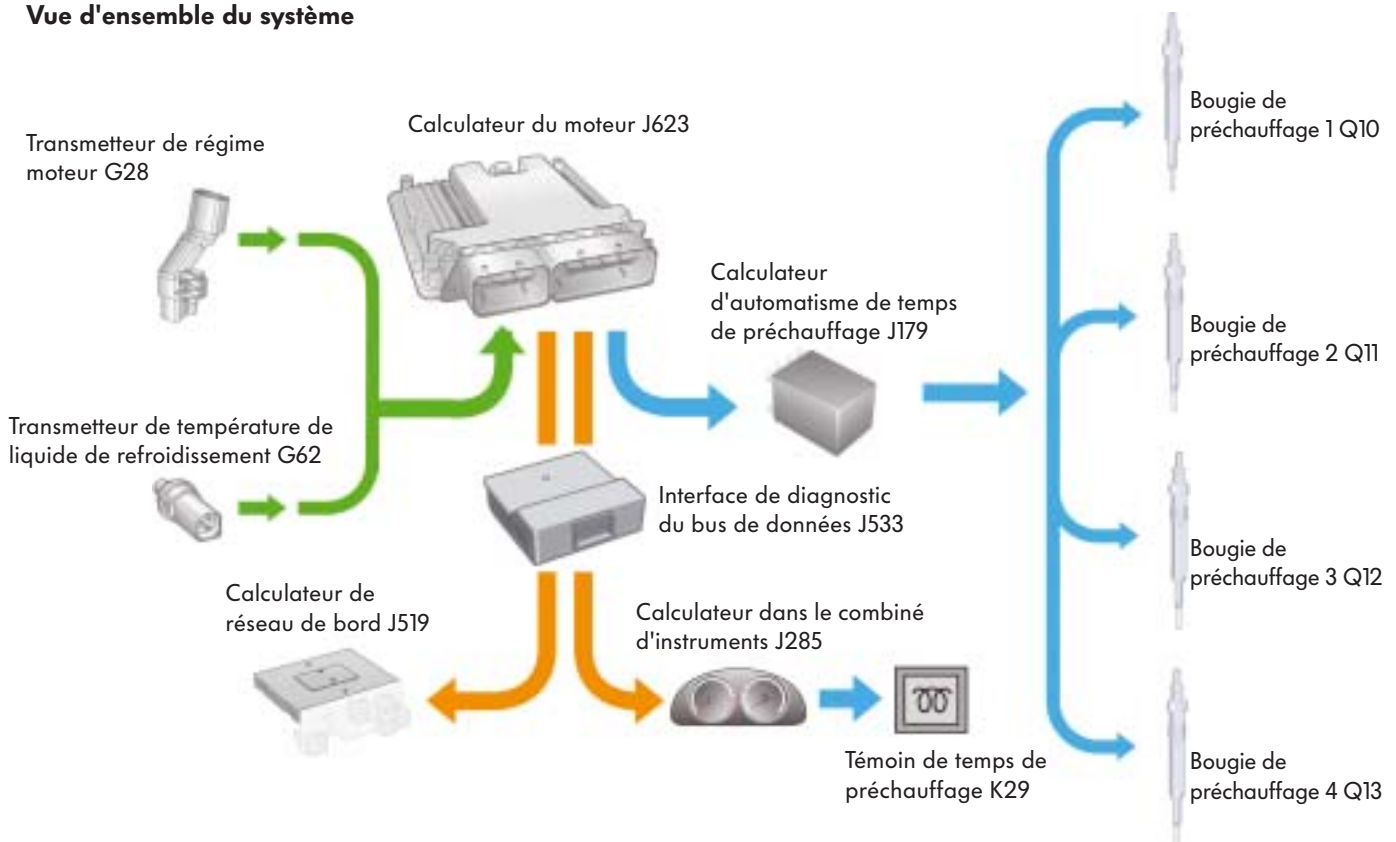 Vue d'ensemble du système
Transmetteur de régime
moteur G28
Calculateur du moteur J623
Calculateur
d'automatisme de temps
de préchauffage J179
Bougie de
préchauffage 1 Q10
Bougie de
préchauffage 2 Q11
Transmetteur de température de
liquide de refroidissement G62
Interface de diagnostic
du bus de données J533
Bougie de
préchauffage 3 Q12
Calculateur de
réseau de bord J519
Calculateur dans le combiné
d'instruments J285
Témoin de temps de
préchauffage K29
Bougie de
préchauffage 4 Q13